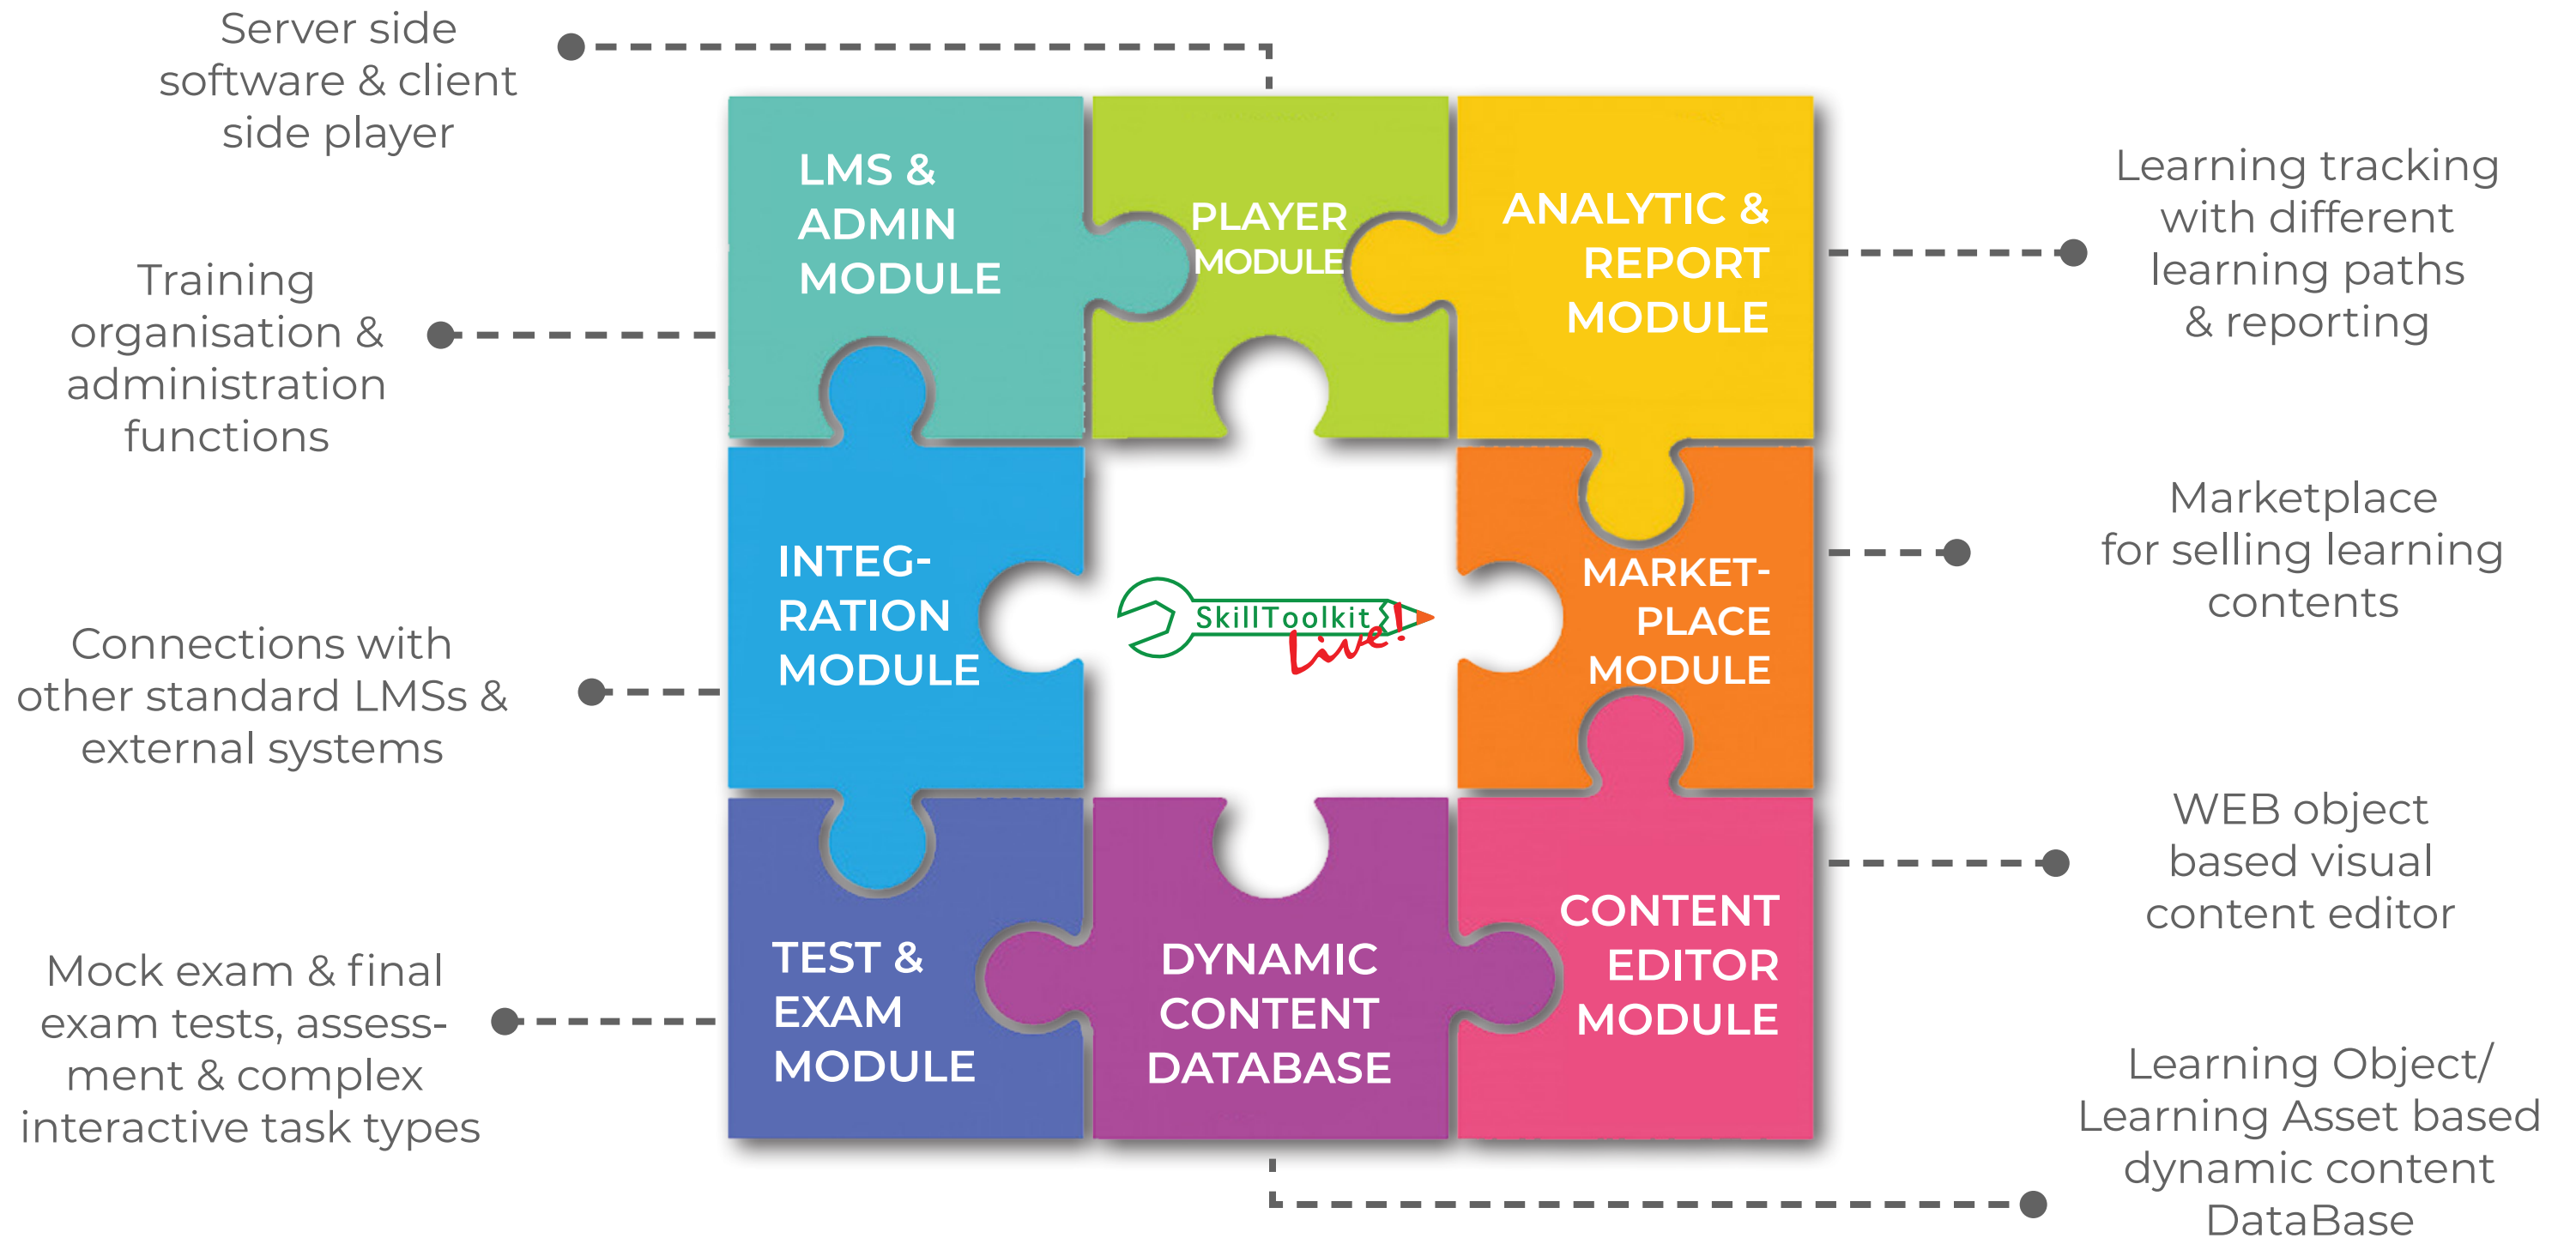 Server side
software & client
side player
Training
organisation &
administration
functions
Connections with
other standard LMSs &
external systems
Mock exam & final
exam tests, assess-
ment & complex
interactive task types
LMS &
ADMIN
MODULE
PLAYER
MODULE
ANALYTIC &
REPORT
MODULE
INTEG-
RATION
MODULE
SkillToolkit
Live!
MARKET-
PLACE
MODULE
TEST &
EXAM
MODULE
DYNAMIC
CONTENT
DATABASE
CONTENT
EDITOR
MODULE
Learning tracking
with different
learning paths
& reporting
Marketplace
for selling learning
contents
WEB object
based visual
content editor
Learning Object/
Learning Asset based
dynamic content
DataBase